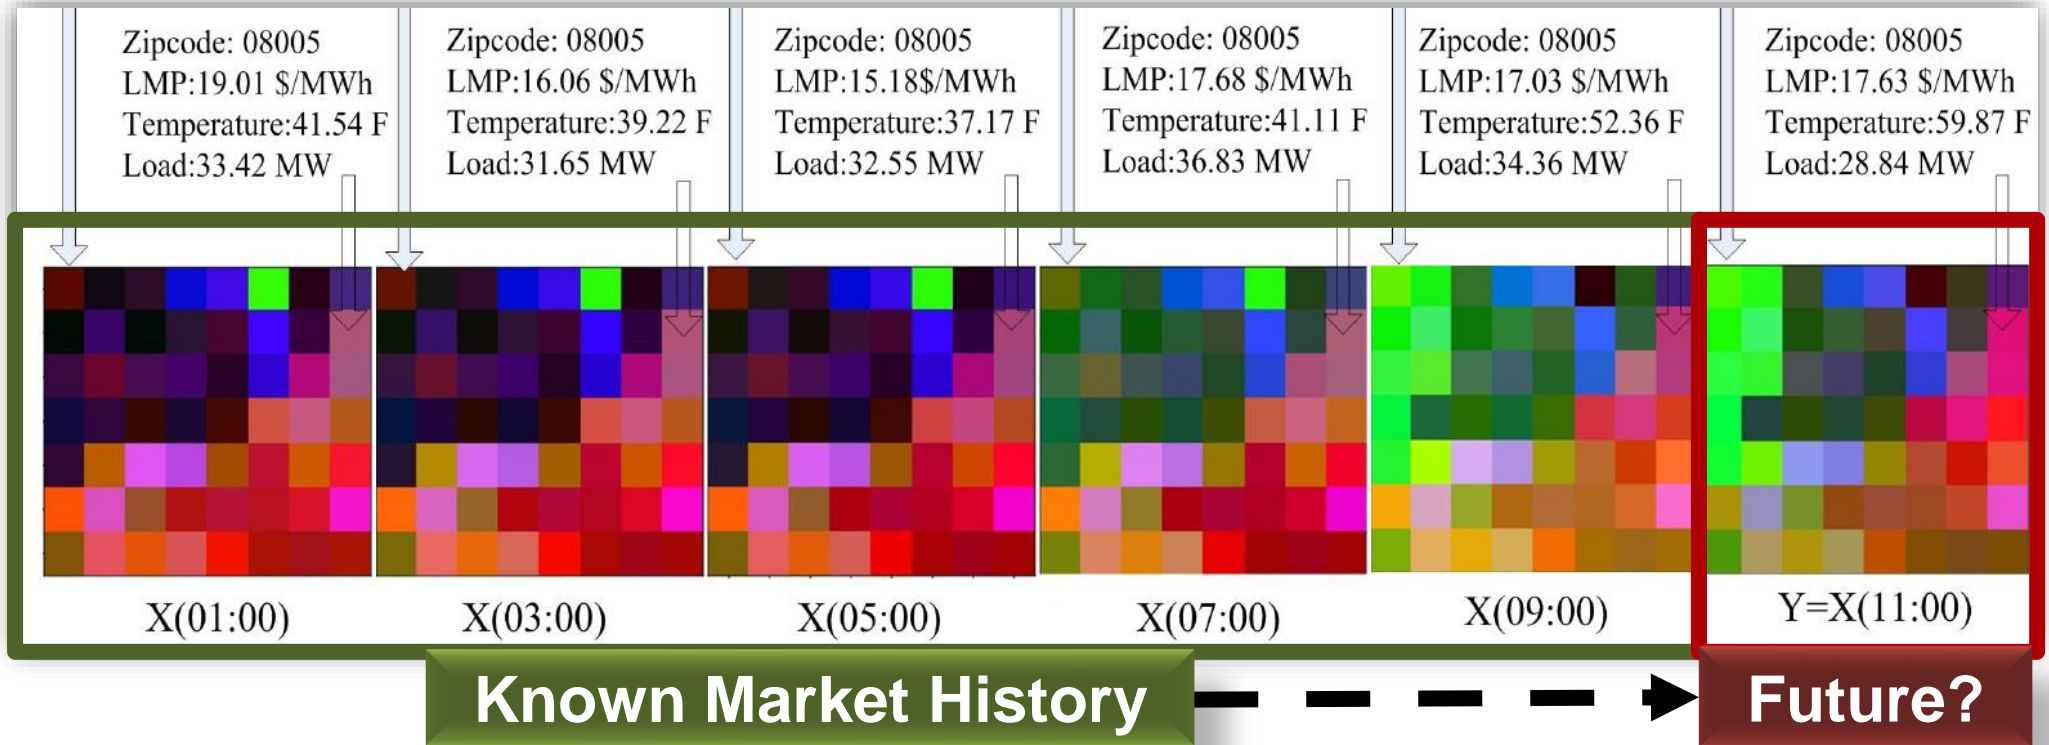 Zipcode: 08005
LMP:19.01 $/MWh
Temperature:41.54 F
Load:33.42 MW
Zipcode: 08005
LMP:16.06 $/MWh
Temperature:39.22 F
Load:31.65 MW
Zipcode: 08005
LMP:15.18$/MWh
Temperature:37.17 F
Load:32.55 MW
Zipcode: 08005
LMP:17.68 $/MWh
Temperature:41.11 F
Load:36.83 MW
Zipcode: 08005
LMP:17.03 $/MWh
Temperature:52.36 F
Load:34.36 MW
Zipcode: 08005
LMP:17.63 $/MWh
Temperature:59.87 F
Load:28.84 MW
X(01:00)
X(03:00)
X(05:00)
X(07:00)
X(09:00)
Y=X(11:00)
Known Market History
Future?